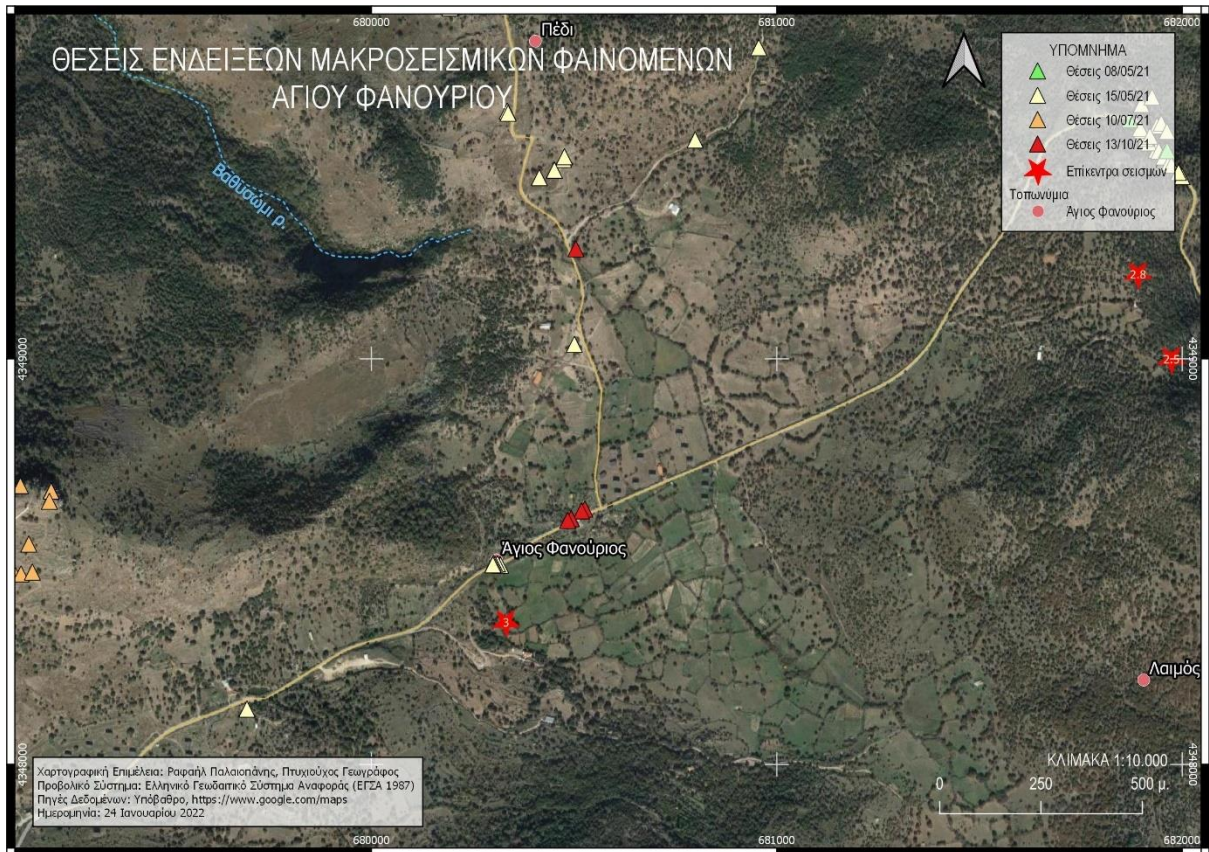 680000
681000
682000
Πέδι
ΘΕΣΕΙΣ ΕΝΔΕΙΞΕΩΝ ΜΑΚΡΟΣΕΙΣΜΙΚΩΝ ΦΑΙΝΟΜΕΝΩΝ
ΑΓΙΟΥ ΦΑΝΟΥΡΙΟΥ
ΥΠΟΜΝΗΜΑ
Θέσεις 08/05/21
Θέσεις 15/05/21
Θέσεις 10/07/21
Θέσεις 13/10/21
Επίκεντρα σεισμών
Τοπωνύμια
Άγιος Φανούριος
Βαθύσώμι ρ.
2.8
2.5
4349000
4349000
Άγιος Φανούριος
3
Λαιμός
4348000
4348000
ΚΛΙΜΑΚΑ 1:10.000
0 250 500 μ.
Χαρτογραφική Επιμέλεια: Ραφαήλ Παλαιοπάνης, Πτυχιούχος Γεωγράφος
Προβολικό Σύστημα: Ελληνικό Γεωδαιτικό Σύστημα Αναφοράς (ΕΓΣΑ 1987)
Πηγές Δεδομένων: Υπόβαθρο, https://www.google.com/maps
Ημερομηνία: 24 Ιανουαρίου 2022
680000
681000
682000